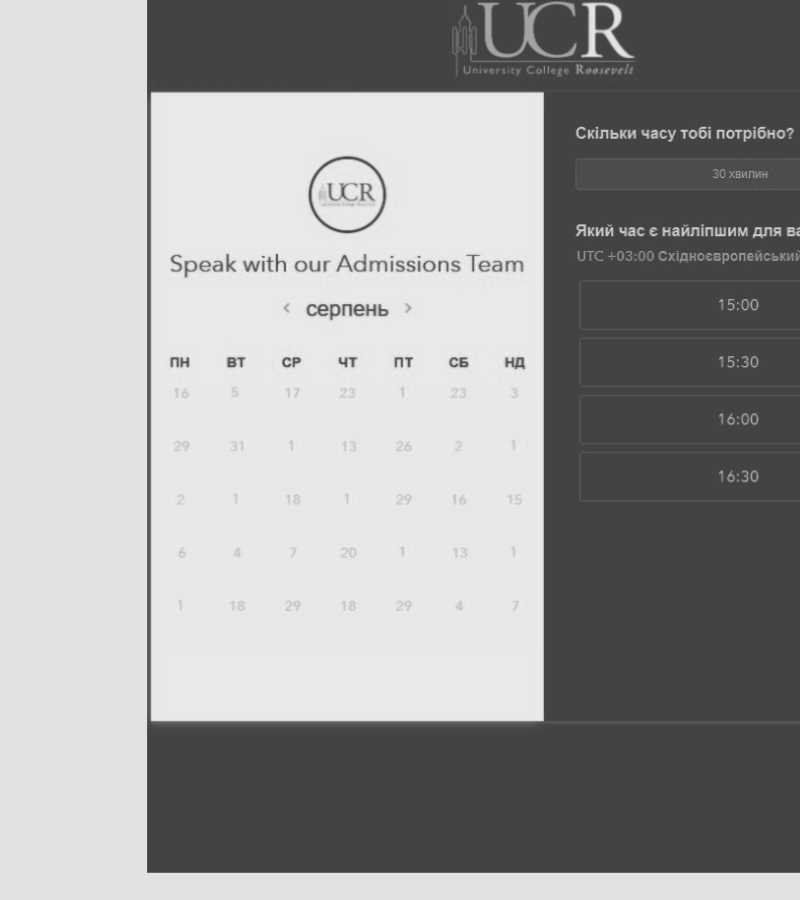 UCR
University College Roosevelt
UCR
Speak with our Admissions Team
серпень
ПН ВТ СР ЧТ ПТ СБ НД
16 5 17 23 1 23 3
29 31 1 13 26 2 1
2 1 18 1 29 16 15
6 4 7 20 1 13 1
1 18 29 18 29 4 7
Скільки часу тобі потрібно?
30 хвилин
Який час є найліпшим для ва
UTC +03:00 Східноєвропейський
15:00
15:30
16:00
16:30